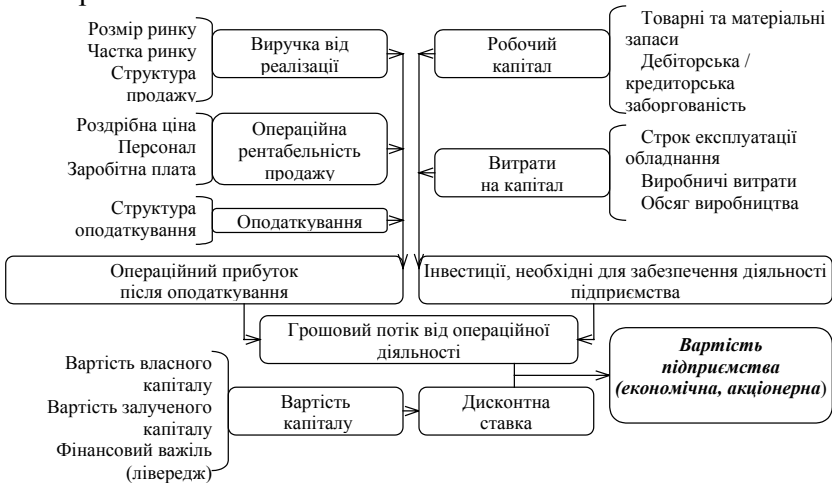 Розмір ринку
Частка ринку
Структура
продажу
Виручка від
реалізації
Робочий
капітал
Товарні та матеріальні
запаси
Дебіторська /
кредиторська
заборгованість
Роздрібна ціна
Персонал
Заробітна плата
Операційна
рентабельність
продажу
Витрати
на капітал
Строк експлуатації
обладнання
Виробничі витрати
Обсяг виробництва
Структура
оподаткування
Оподаткування
Операційний прибуток
після оподаткування
Інвестиції, необхідні для забезпечення діяльності
підприємства
Грошовий потік від операційної
діяльності
Вартість
підприємства
(економічна, акціонерна)
Вартість власного
капіталу
Вартість залученого
капіталу
Фінансовий важіль
(лівередж)
Вартість
капіталу
Дисконтна
ставка